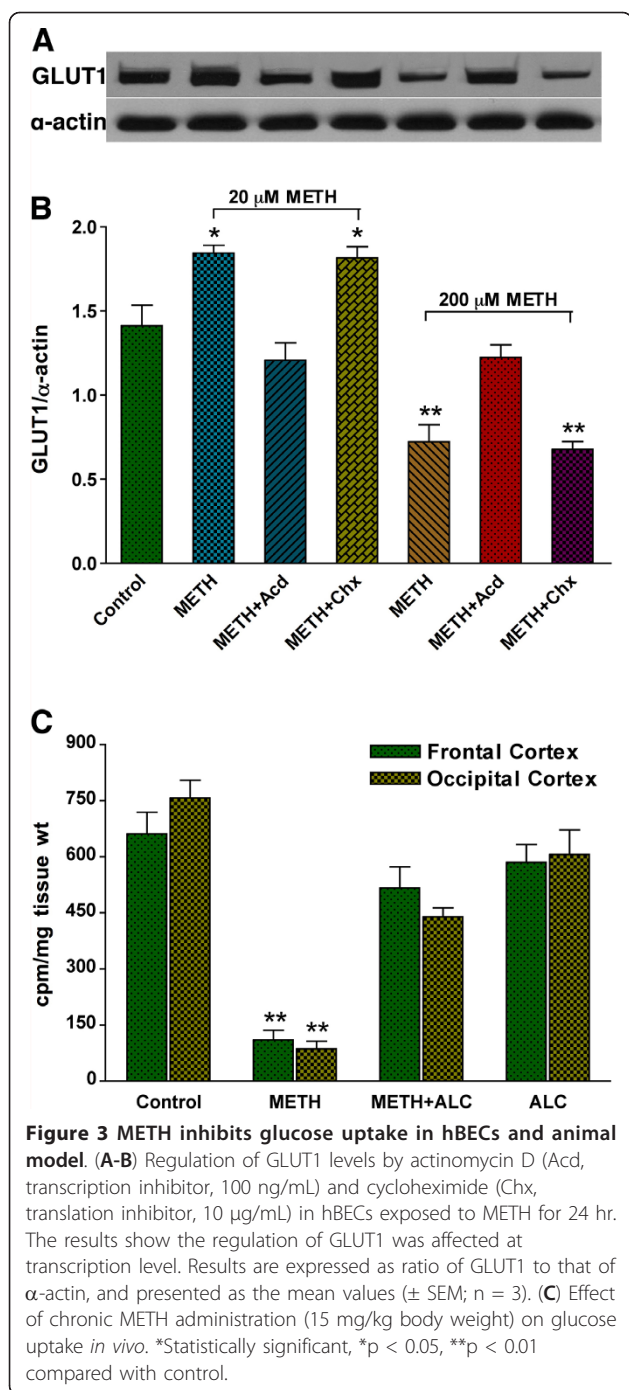 A
GLUT1
α-actin
B
20 μM METH
200 μM METH
GLUT1/α-actin
2.0
1.5
1.0
0.5
0.0
*
*
**
**
Control
METH
METH+Acd
METH+Chx
METH
METH+Acd
METH+Chx
C
Frontal Cortex
Occipital Cortex
cpm/mg tissue wt
900
750
600
450
300
150
0
**
**
Control
METH
METH+ALC
ALC
Figure 3 METH inhibits glucose uptake in hBECs and animal
model. (A-B) Regulation of GLUT1 levels by actinomycin D (Acd,
transcription inhibitor, 100 ng/mL) and cycloheximide (Chx,
translation inhibitor, 10 μg/mL) in hBECs exposed to METH for 24 hr.
The results show the regulation of GLUT1 was affected at
transcription level. Results are expressed as ratio of GLUT1 to that of
α-actin, and presented as the mean values (± SEM; n = 3). (C) Effect
of chronic METH administration (15 mg/kg body weight) on glucose
uptake in vivo. *Statistically significant, *p < 0.05, **p < 0.01
compared with control.